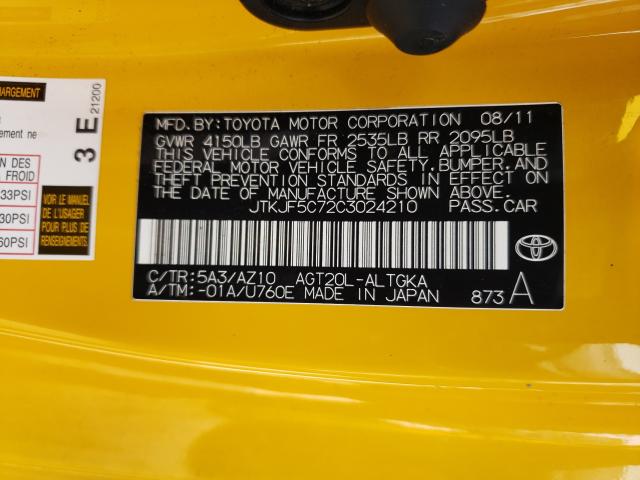 HARGEMENT
ement ne
ON DES
A FROID
33PSI
30PSI
60PSI
VOIR LE MANUEL
DE L'USAGER
POUR PLUS DE
RENSEIGNEMENTS.
3 E 21200
MFD. BY: TOYOTA MOTOR CORPORATION 08/11
GVWR 4150LB GAWR FR 2535LB RR 2095LB
THIS VEHICLE CONFORMS TO ALL APPLICABLE
FEDERAL MOTOR VEHICLE SAFETY, BUMPER, AND
THEFT PREVENTION STANDARDS IN EFFECT ON
THE DATE OF MANUFACTURE SHOWN ABOVE.
JTKJF5C72C3024210 PASS. CAR
C/TR: 5A3/AZ10 AGT20L-ALTGKA
A/TM: -01A/U760E MADE IN JAPAN 873 A
TOYOTA